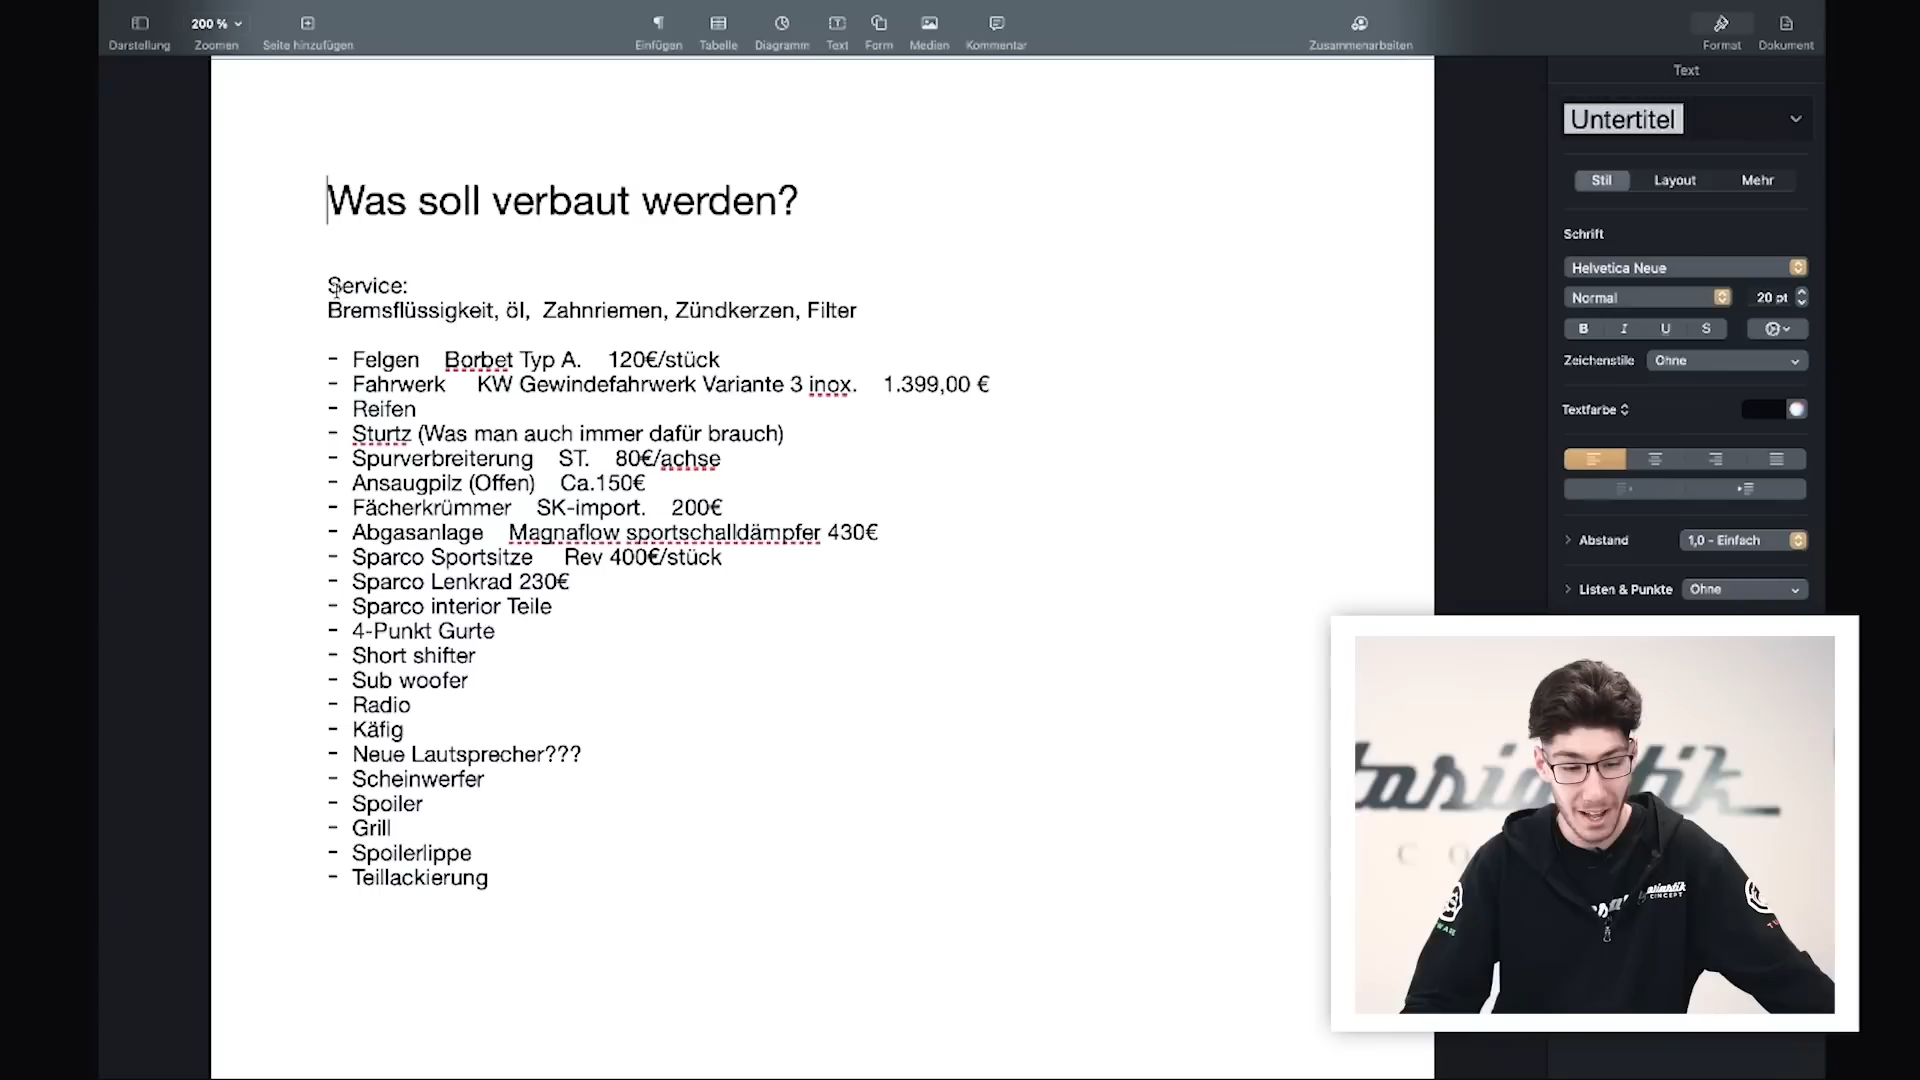 200 %
Darstellung Zoomen Seite hinzufügen Einfügen Tabelle Diagramm Text Form Medien Kommentar Zusammenarbeiten Format Dokument
Text
Untertitel
Stil Layout Mehr
Schrift
Helvetica Neue
Normal 20 pt
B I U S
Zeichenstile Ohne
Textfarbe
Abstand 1,0 - Einfach
Listen & Punkte Ohne
Was soll verbaut werden?
Service:
Bremsflüssigkeit, öl, Zahnriemen, Zündkerzen, Filter
- Felgen Borbet Typ A. 120€/stück
- Fahrwerk KW Gewindefahrwerk Variante 3 inox. 1.399,00 €
- Reifen
- Sturtz (Was man auch immer dafür brauch)
- Spurverbreiterung ST. 80€/achse
- Ansaugpilz (Offen) Ca.150€
- Fächerkrümmer SK-import. 200€
- Abgasanlage Magnaflow sportschalldämpfer 430€
- Sparco Sportsitze Rev 400€/stück
- Sparco Lenkrad 230€
- Sparco interior Teile
- 4-Punkt Gurte
- Short shifter
- Sub woofer
- Radio
- Käfig
- Neue Lautsprecher???
- Scheinwerfer
- Spoiler
- Grill
- Spoilerlippe
- Teillackierung